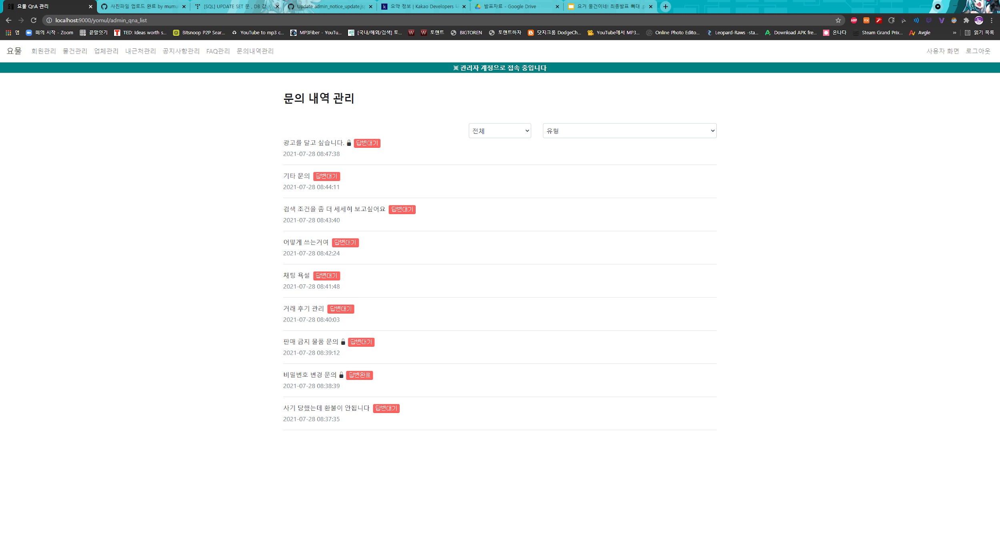 요물 QnA 관리
사진파일 업로드 완료 by mumu
[SQL] UPDATE SET 문 , DB 값
Update admin_notice_update.jsp
요약 정보 | Kakao Developers
발표자료 - Google Drive
요거 물건이네! 최종발표 뼈대 .p
localhost:9000/yomul/admin_qna_list
앱 회의 시작 - Zoom 끝말잇기 TED: Ideas worth s... Bitsnoop P2P Sear... YouTube to mp3 c... MP3Fiber - YouTu... [국내/해외/검색] 토... 토렌트 BIGTOREN 토렌트하자 닷지크롬 DodgeCh... YouTube에서 MP3... Online Photo Edito... Leopard-Raws -sta... Download APK fre... 온나다 Steam Grand Prix... Avgle » 읽기 목록
요물 회원관리 물건관리 업체관리 내근처관리 공지사항관리 FAQ관리 문의내역관리 사용자 화면 로그아웃
※ 관리자 계정으로 접속 중입니다
문의 내역 관리
전체 유형
광고를 달고 싶습니다. 답변대기
2021-07-28 08:47:38
기타 문의 답변대기
2021-07-28 08:44:11
검색 조건을 좀 더 세세히 보고싶어요 답변대기
2021-07-28 08:43:40
어떻게 쓰는거여 답변대기
2021-07-28 08:42:24
채팅 욕설 답변대기
2021-07-28 08:41:48
거래 후기 관리 답변대기
2021-07-28 08:40:03
판매 금지 물품 문의 답변대기
2021-07-28 08:39:12
비밀번호 변경 문의 답변완료
2021-07-28 08:38:39
사기 당했는데 환불이 안됩니다 답변대기
2021-07-28 08:37:35